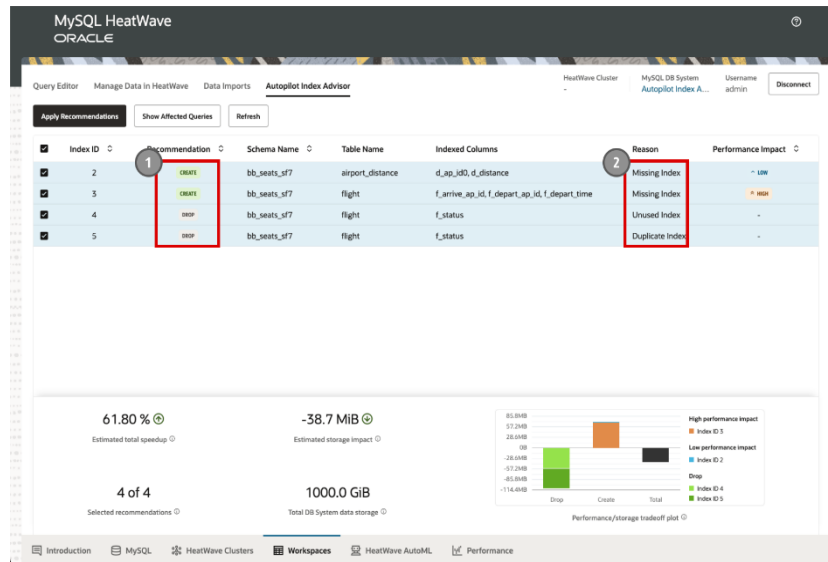 MySQL HeatWave
ORACLE
Query Editor Manage Data in HeatWave Data Imports Autopilot Index Advisor
HeatWave Cluster
-
MySQL DB System
Autopilot Index A...
Username
admin
Disconnect
Apply Recommendations Show Affected Queries Refresh
Index ID Recommendation Schema Name Table Name Indexed Columns Reason Performance Impact
1
2
2 CREATE bb_seats_sf7 airport_distance d_ap_id0, d_distance Missing Index LOW
3 CREATE bb_seats_sf7 flight f_arrive_ap_id, f_depart_ap_id, f_depart_time Missing Index HIGH
4 DROP bb_seats_sf7 flight f_status Unused Index -
5 DROP bb_seats_sf7 flight f_status Duplicate Index -
61.80 %
Estimated total speedup
-38.7 MiB
Estimated storage impact
4 of 4
Selected recommendations
1000.0 GiB
Total DB System data storage
85.8MB
57.2MB
28.6MB
0B
-28.6MB
-57.2MB
-85.8MB
-114.4MB
Drop Create Total
High performance impact
Index ID 3
Low performance impact
Index ID 2
Drop
Index ID 4
Index ID 5
Performance/storage tradeoff plot
Introduction MySQL HeatWave Clusters Workspaces HeatWave AutoML Performance